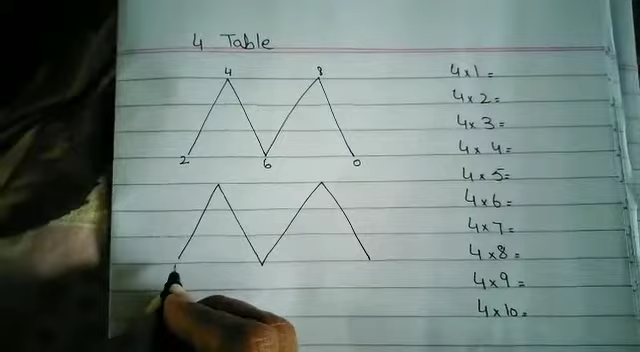 4 Table
4 8
2 6 0
4x1=
4x2=
4x3=
4x4=
4x5=
4x6=
4x7=
4x8=
4x9=
4x10=